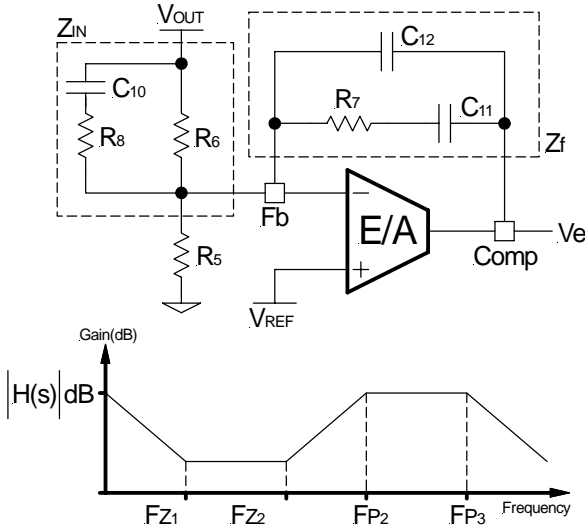 ZIN
VOUT
C10
R8
R6
R5
C12
R7
C11
Zf
Fb
−
E/A
+
Comp
Ve
VREF
Gain(dB)
|H(s)| dB
FZ1
FZ2
FP2
FP3
Frequency